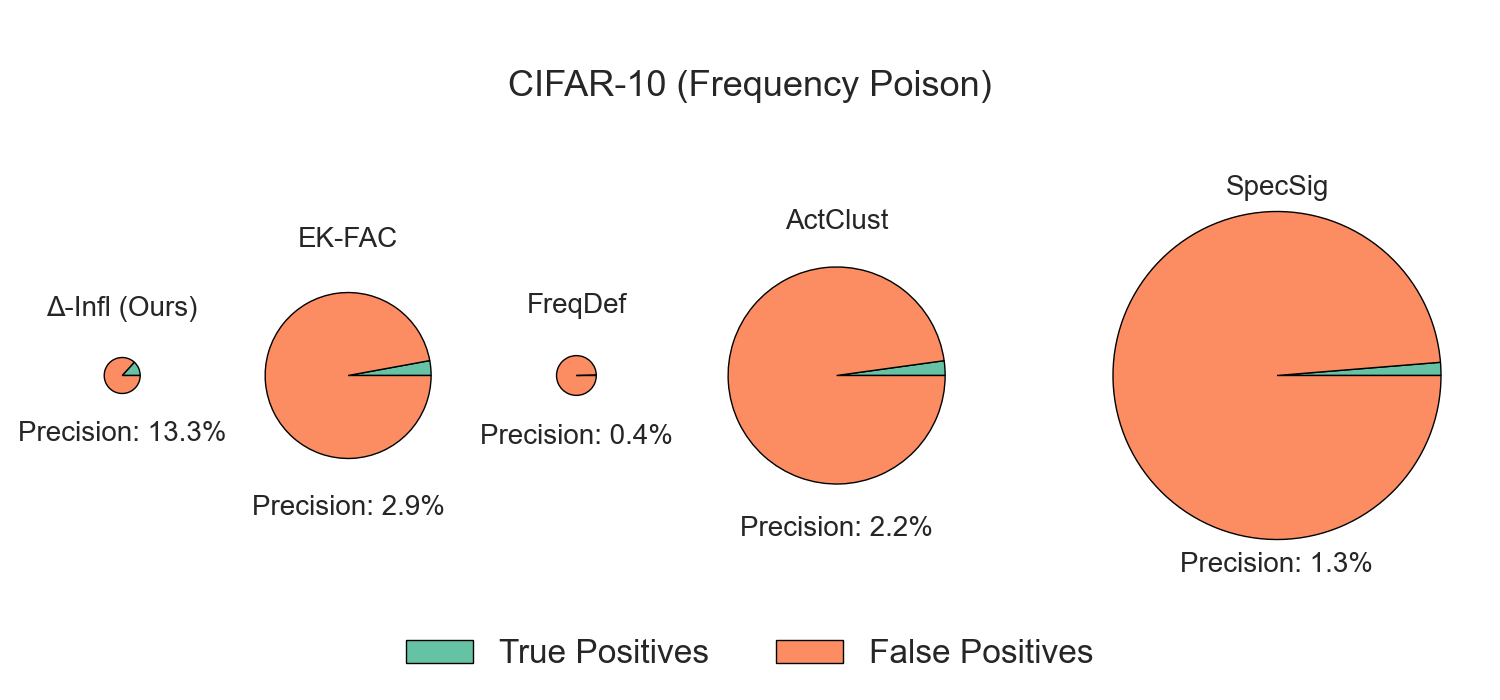 CIFAR-10 (Frequency Poison)
Δ-Infl (Ours)
Precision: 13.3%
EK-FAC
Precision: 2.9%
FreqDef
Precision: 0.4%
ActClust
Precision: 2.2%
SpecSig
Precision: 1.3%
True Positives
False Positives